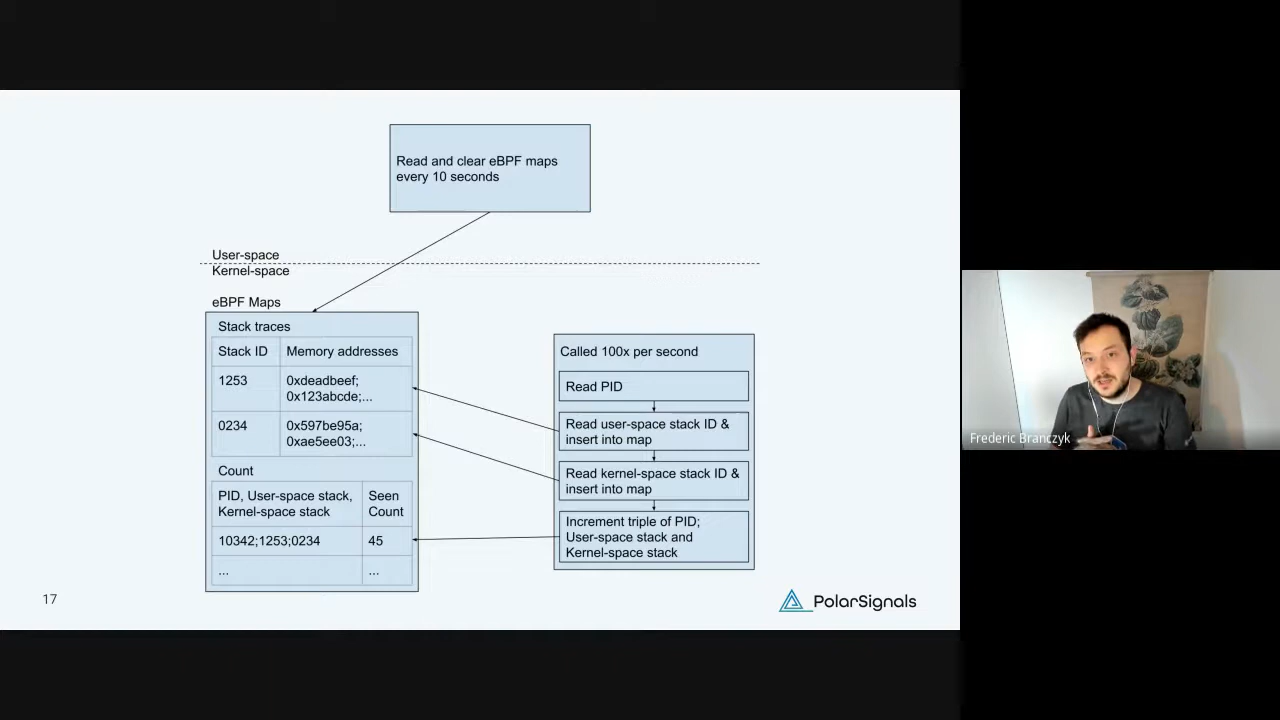 Read and clear eBPF maps
every 10 seconds
User-space
Kernel-space
eBPF Maps
Stack traces
Stack ID
Memory addresses
1253
0xdeadbeef;
0x123abcde;...
0234
0x597be95a;
0xae5ee03;...
Count
PID, User-space stack,
Kernel-space stack
Seen
Count
10342;1253;0234
45
...
...
Called 100x per second
Read PID
Read user-space stack ID &
insert into map
Read kernel-space stack ID &
insert into map
Increment triple of PID;
User-space stack and
Kernel-space stack
17
PolarSignals
Frederic Branczyk